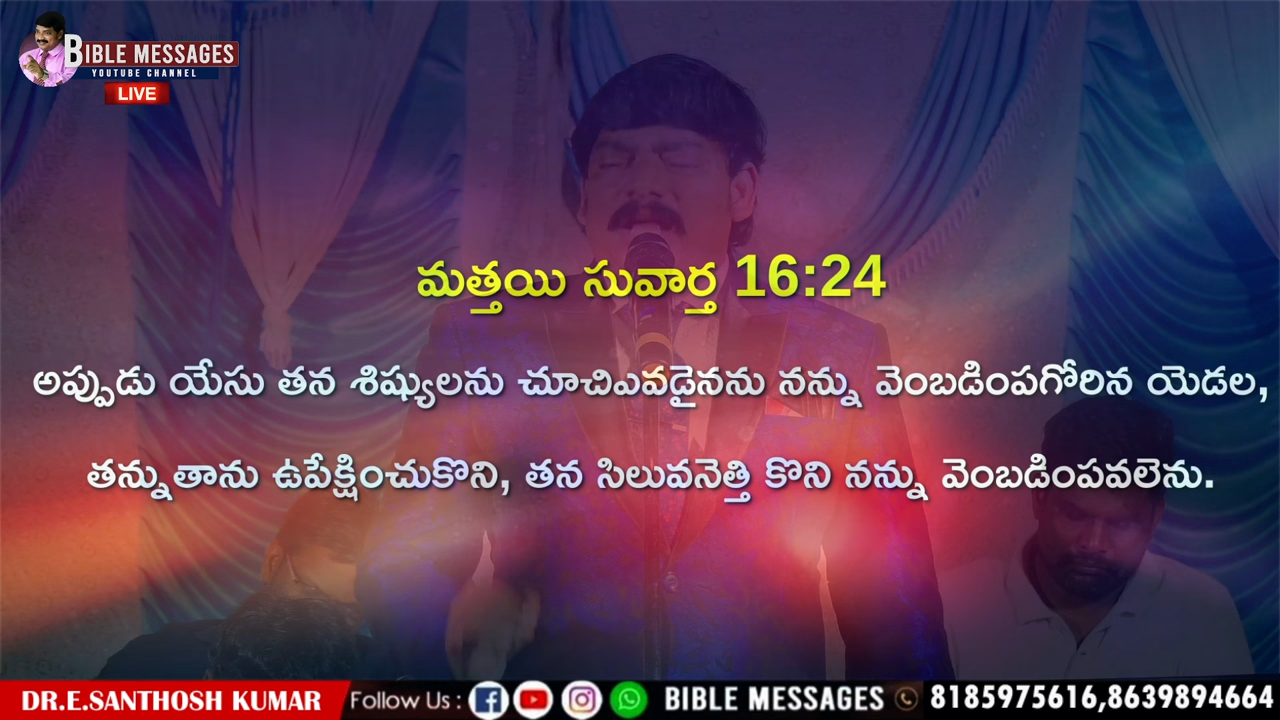 BIBLE MESSAGES
YOUTUBE CHANNEL
LIVE
మత్తయి సువార్త 16:24
అప్పుడు యేసు తన శిష్యులను చూచిఎవడైనను నన్ను వెంబడింపగోరిన యెడల,
తన్నుతాను ఉపేక్షించుకొని, తన సిలువనెత్తి కొని నన్ను వెంబడింపవలెను.
DR.E.SANTHOSH KUMAR Follow Us : BIBLE MESSAGES 8185975616,8639894664